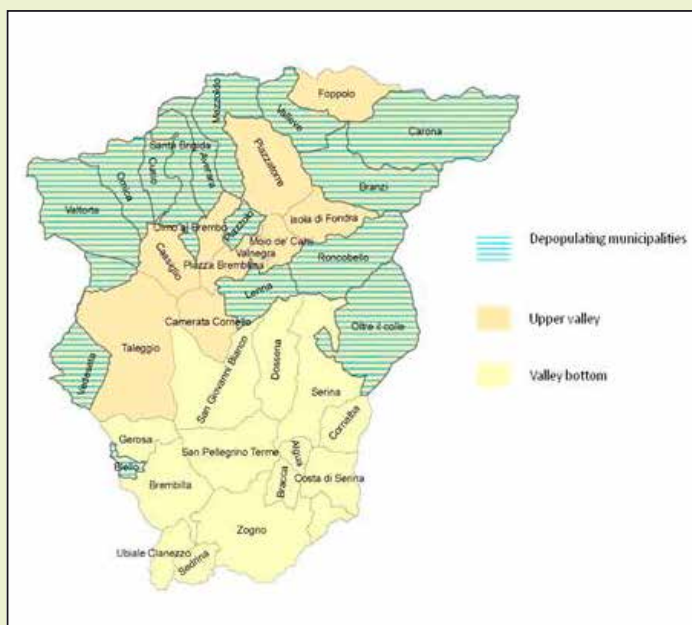 Foppolo
Mezzoldo
Valleve
Carona
Santa Brigida
Averara
Piazzatorre
Cusio
Ornica
Branzi
Valtorta
Isola di Fondra
Olmo al Brembo
Piazzolo
Moio de' Calvi
Valnegra
Roncobello
Cassiglio
Piazza Brembana
Lenna
Oltre il colle
Camerata Cornello
Taleggio
Vedeseta
San Giovanni Bianco
Dossena
Serina
Cornalba
Gerosa
San Pellegrino Terme
Algua
Blello
Bracca
Costa di Serina
Brembilla
Zogno
Ubiale Clanezzo
Sedrina
Depopulating municipalities
Upper valley
Valley bottom